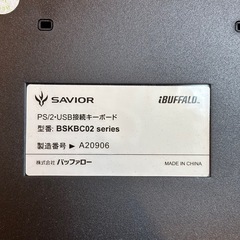 SAVIOR iBUFFALO
PS/2・USB接続キーボード
型番: BSKBC02 series
製造番号 ▶ A20906
株式会社 バッファロー MADE IN CHINA